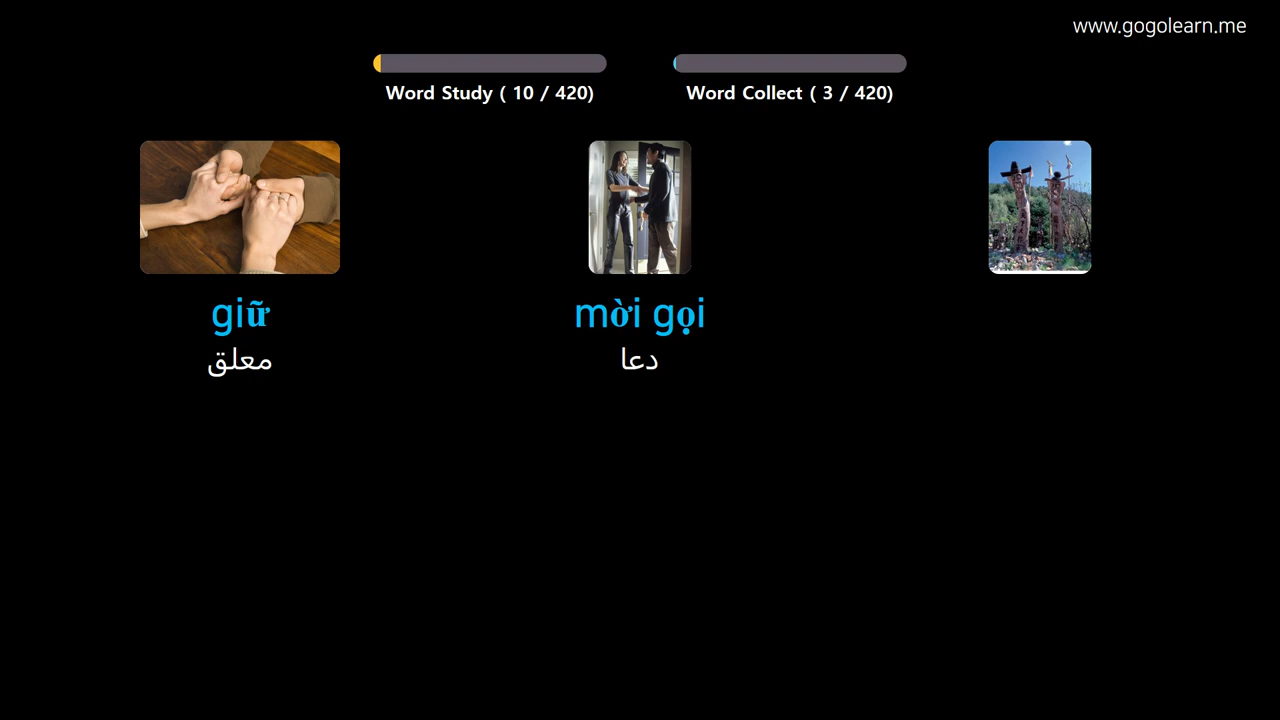 www.gogolearn.me
Word Study ( 10 / 420)
Word Collect ( 3 / 420)
giữ
mời gọi
معلق
دعا